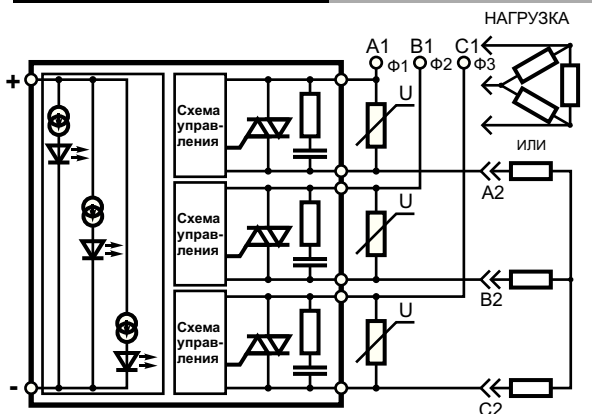 НАГРУЗКА
A1 B1 C1
Ф1 Ф2 Ф3
+
Схема
управ-
ления
U
ИЛИ
A2
Схема
управ-
ления
U
B2
Схема
управ-
ления
U
-
C2